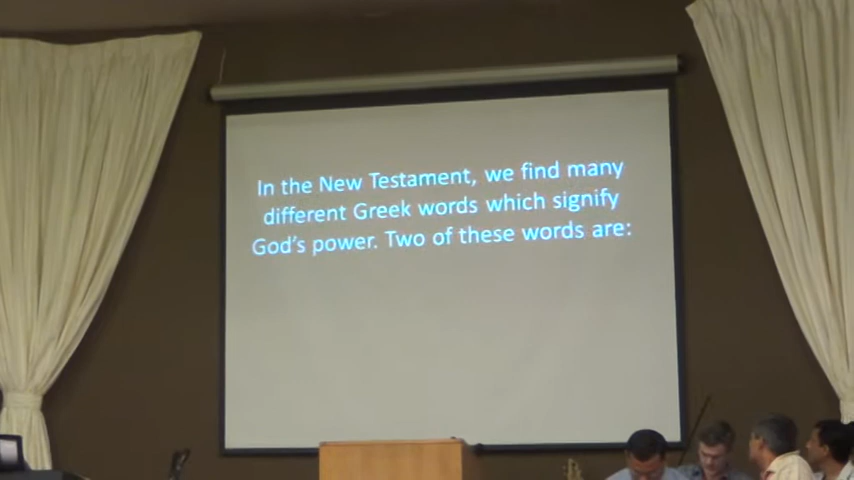 In the New Testament, we find many
different Greek words which signify
God's power. Two of these words are: